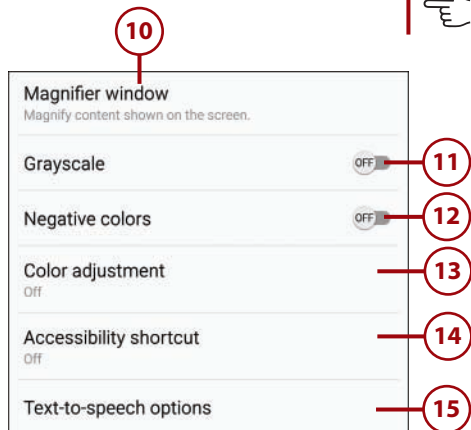 10
Magnifier window
Magnify content shown on the screen.
Grayscale OFF 11
Negative colors OFF 12
Color adjustment 13
Off
Accessibility shortcut 14
Off
Text-to-speech options 15